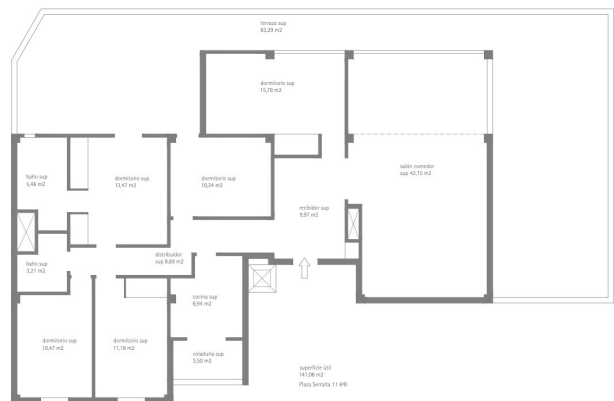 terraza sup
83,29 m2
dormitorio sup
15,70 m2
baño sup
5,46 m2
dormitorio sup
13,47 m2
dormitorio sup
10,34 m2
salón comedor
sup 42,15 m2
recibidor sup
9,97 m2
baño sup
3,21 m2
distribuidor
sup 8,69 m2
cocina sup
6,94 m2
dormitorio sup
10,47 m2
dormitorio sup
11,18 m2
coladuría sup
3,50 m2
superficie útil
141,08 m2
Plaza Serralta 11 6ºB